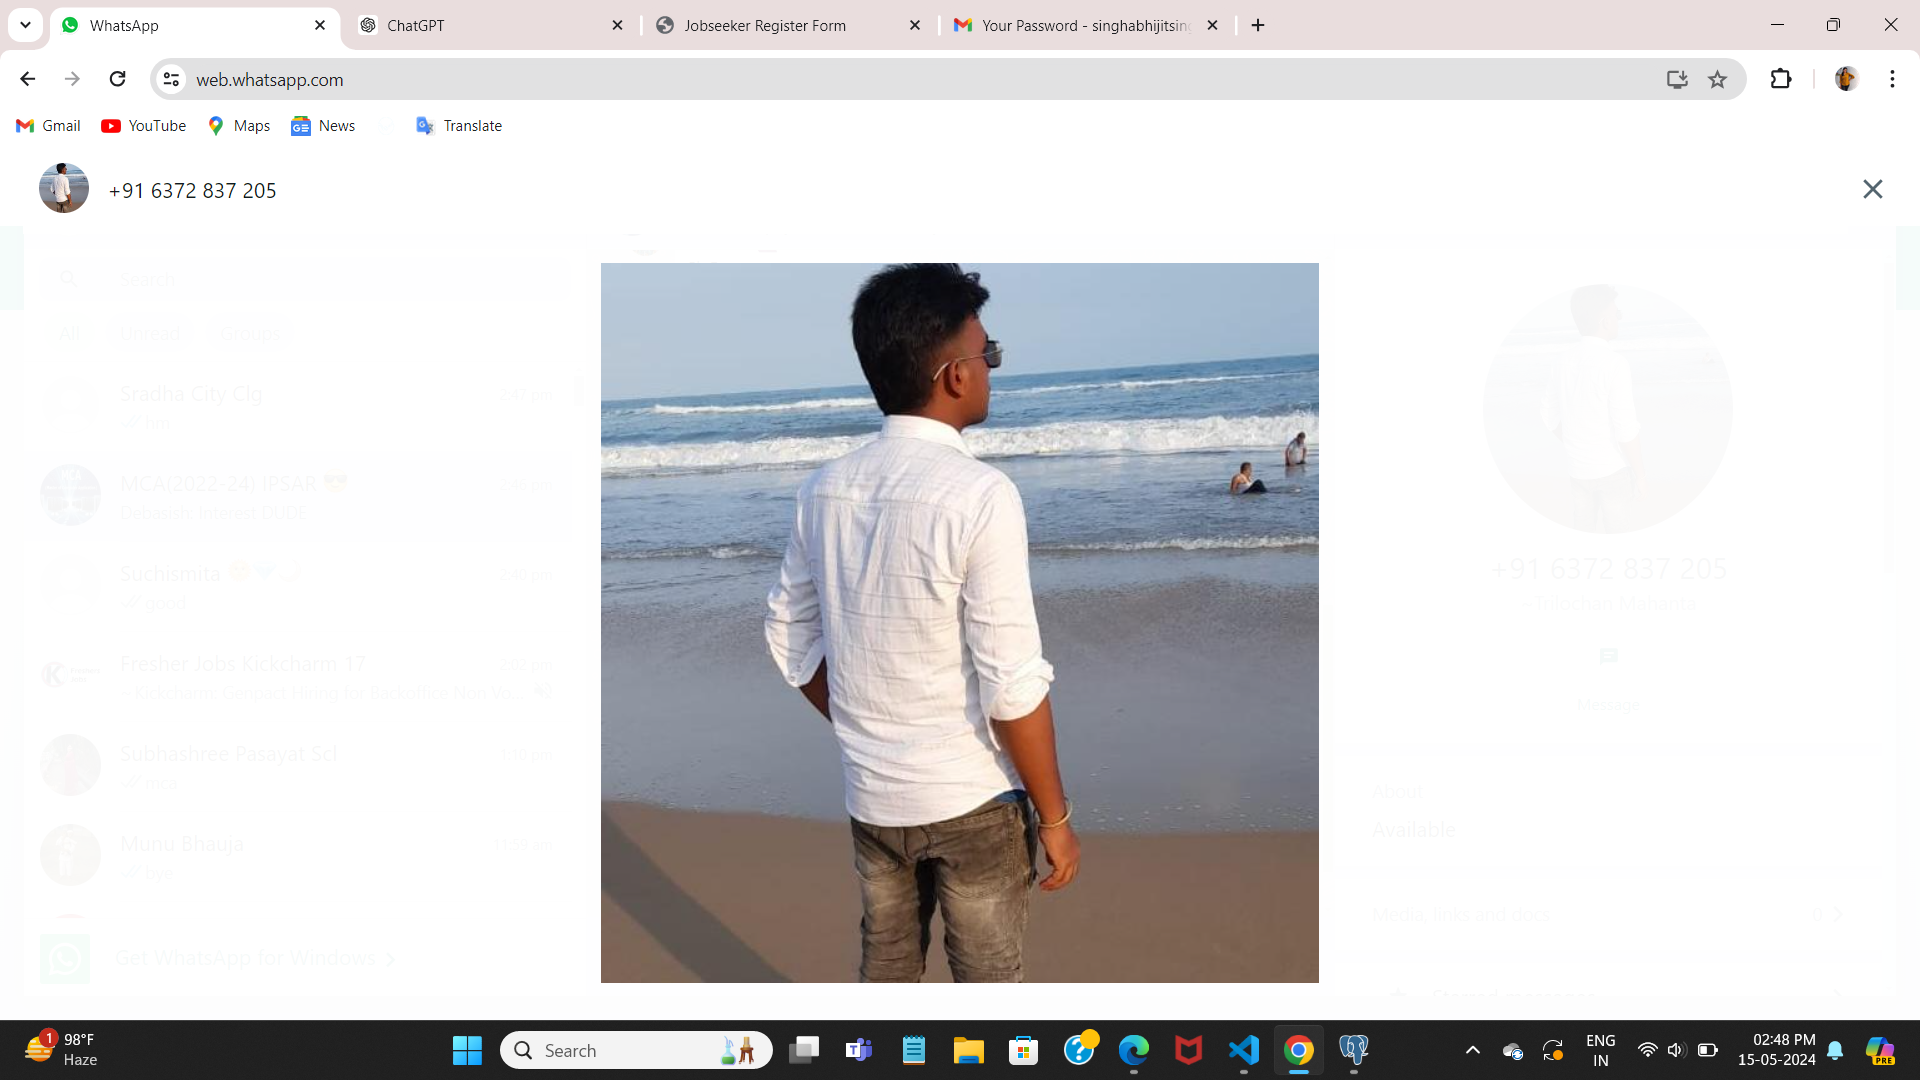 WhatsApp
ChatGPT
Jobseeker Register Form
Your Password - singhabhijitsing
web.whatsapp.com
Gmail
YouTube
Maps
News
Translate
+91 6372 837 205
Search
All
Unread
Groups
Sradha City Clg
2:47 pm
hm
MCA(2022-24) IPSAR 😎
Debasish: Interest DUDE
Suchismita
2:40 pm
good
Fresher Jobs Kickcharm 17
2:02 pm
~ Kickcharm: Genpact Hiring for Backoffice Non Vo...
Subhashree Pasayat Scl
1:18 pm
mca
Munu Bhauja
11:59 am
bye
Get WhatsApp for Windows
+91 6372 837 205
~ Trilochan Mahanta
Message
About
Available
Media, links and docs
0
Starred messages
1
98°F
Haze
Search
PRE
ENG
IN
02:48 PM
15-05-2024